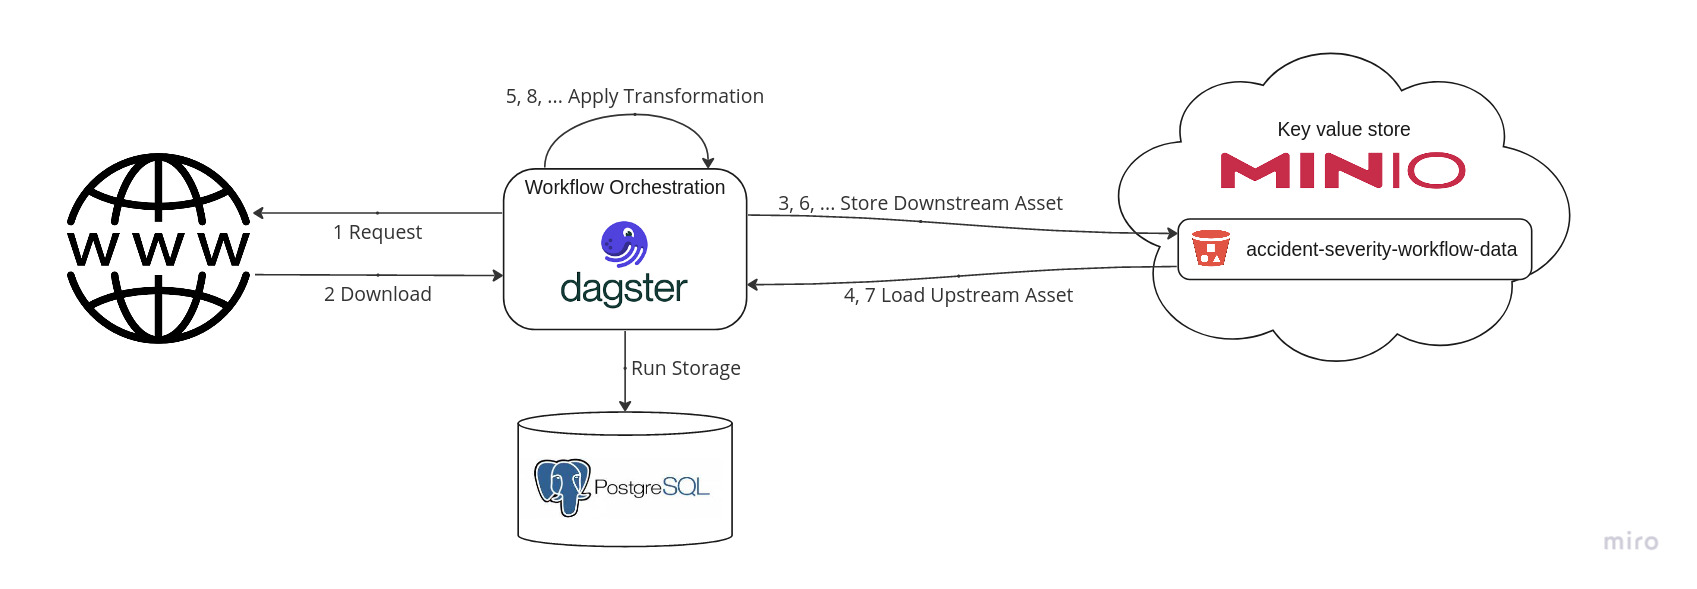 5, 8, ... Apply Transformation
Key value store
MINIO
Workflow Orchestration
3, 6, ... Store Downstream Asset
1 Request
WWW
accident-severity-workflow-data
dagster
2 Download
4, 7 Load Upstream Asset
Run Storage
PostgreSQL
miro